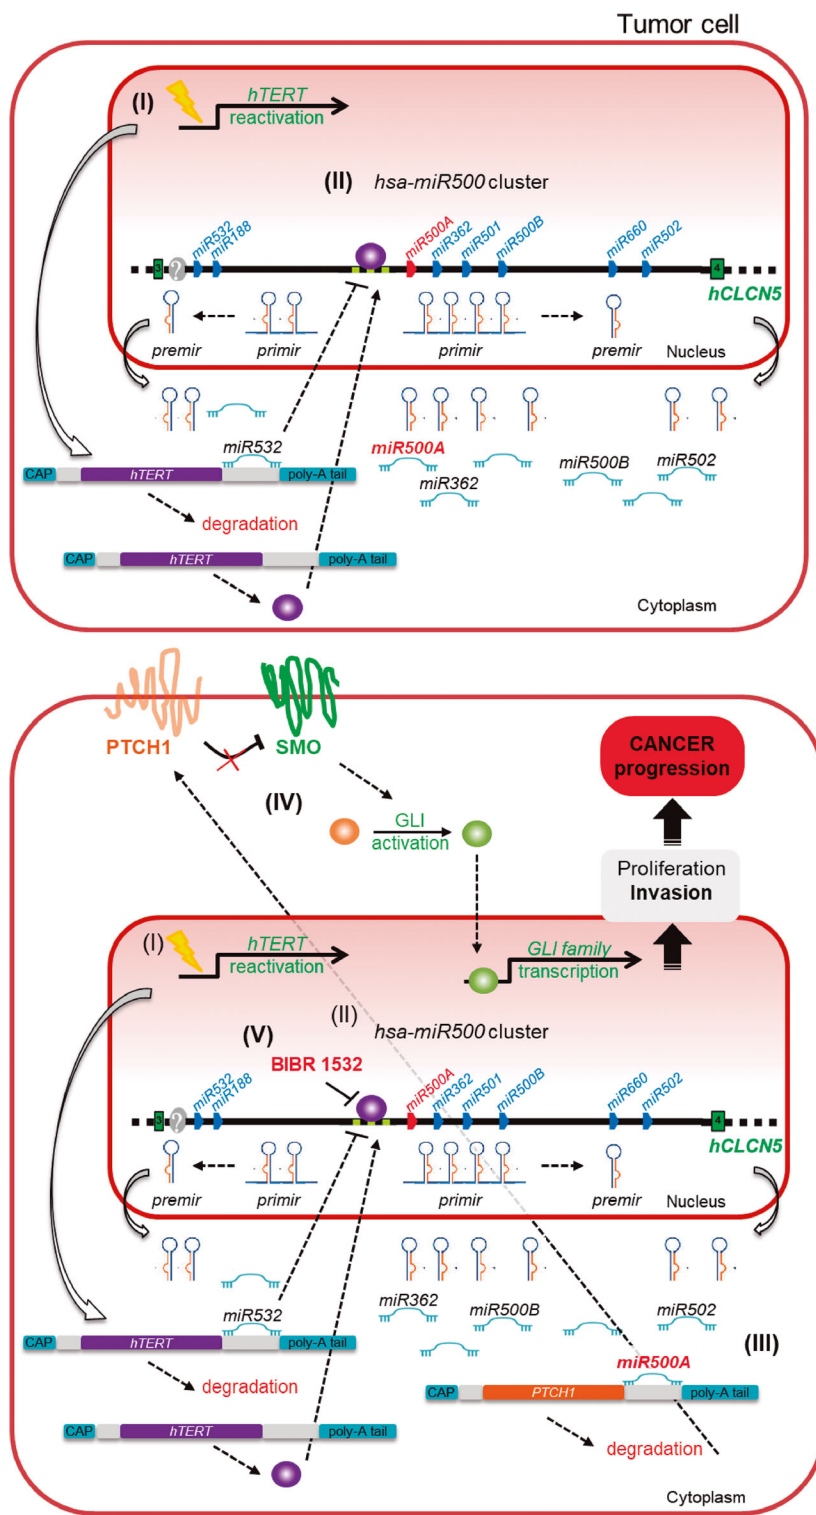 Tumor cell
(I)
hTERT
reactivation
(II)
hsa-miR500 cluster
miR532
miR188
miR500A
miR362
miR501
miR500B
miR660
miR502
3
?
4
hCLCN5
premir
primir
primir
premir
Nucleus
miR532
miR500A
miR362
miR500B
miR502
CAP
hTERT
poly-A tail
degradation
CAP
hTERT
poly-A tail
Cytoplasm
PTCH1
SMO
CANCER
progression
(IV)
GLI
activation
Proliferation
Invasion
(I)
hTERT
reactivation
GLI family
transcription
(II)
hsa-miR500 cluster
(V)
BIBR 1532
miR532
miR188
miR500A
miR362
miR501
miR500B
miR660
miR502
3
?
4
hCLCN5
premir
primir
primir
premir
Nucleus
miR532
miR362
miR500B
miR502
(III)
CAP
hTERT
poly-A tail
miR500A
CAP
PTCH1
poly-A tail
degradation
degradation
CAP
hTERT
poly-A tail
Cytoplasm